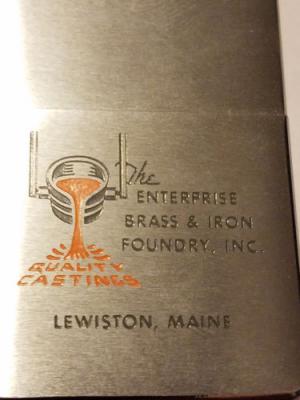 The
ENTERPRISE
BRASS & IRON
FOUNDRY, INC.
QUALITY
CASTINGS
LEWISTON, MAINE